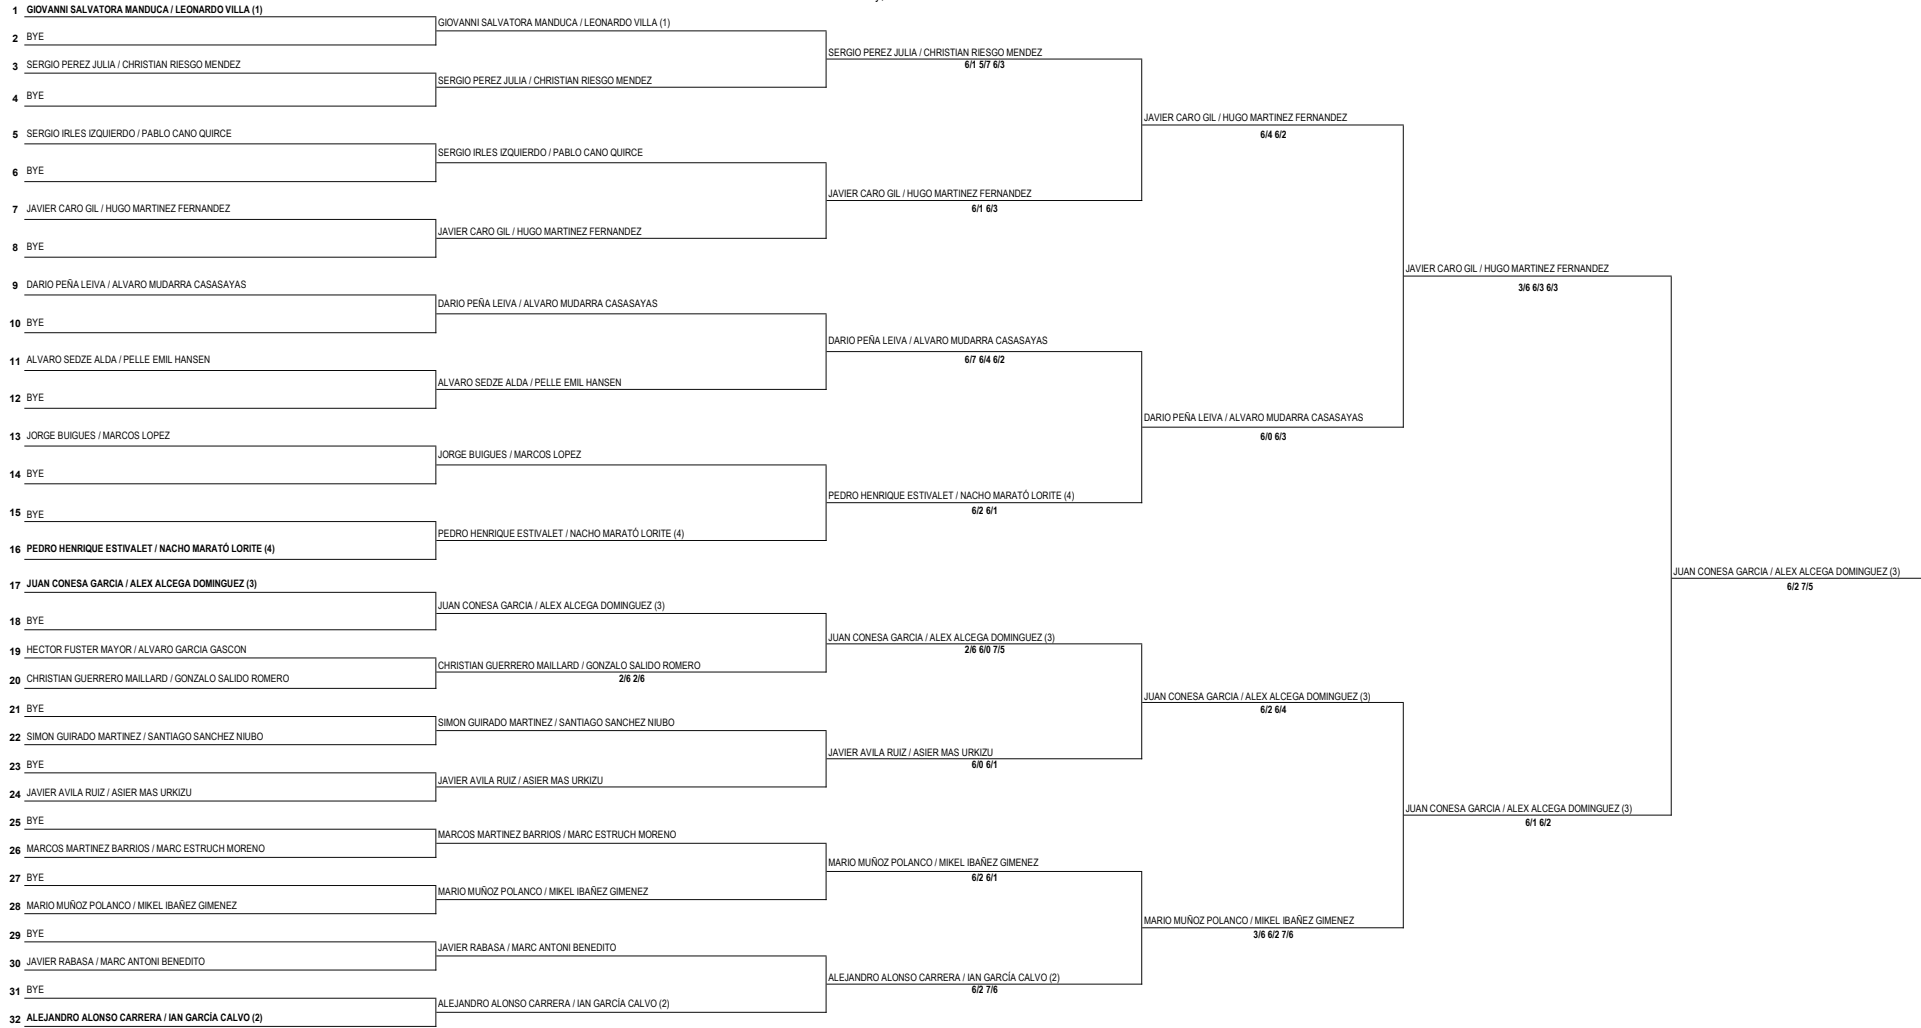 1 GIOVANNI SALVATORA MANDUCA / LEONARDO VILLA (1)
2 BYE
3 SERGIO PEREZ JULIA / CHRISTIAN RIESGO MENDEZ
4 BYE
5 SERGIO IRLES IZQUIERDO / PABLO CANO QUIRCE
6 BYE
7 JAVIER CARO GIL / HUGO MARTINEZ FERNANDEZ
8 BYE
9 DARIO PEÑA LEIVA / ALVARO MUDARRA CASASAYAS
10 BYE
11 ALVARO SEDZE ALDA / PELLE EMIL HANSEN
12 BYE
13 JORGE BUIGUES / MARCOS LOPEZ
14 BYE
15 BYE
16 PEDRO HENRIQUE ESTIVALET / NACHO MARATÓ LORITE (4)
17 JUAN CONESA GARCIA / ALEX ALCEGA DOMINGUEZ (3)
18 BYE
19 HECTOR FUSTER MAYOR / ALVARO GARCIA GASCON
20 CHRISTIAN GUERRERO MAILLARD / GONZALO SALIDO ROMERO
21 BYE
22 SIMON GUIRADO MARTINEZ / SANTIAGO SANCHEZ NIUBO
23 BYE
24 JAVIER AVILA RUIZ / ASIER MAS URKIZU
25 BYE
26 MARCOS MARTINEZ BARRIOS / MARC ESTRUCH MORENO
27 BYE
28 MARIO MUÑOZ POLANCO / MIKEL IBAÑEZ GIMENEZ
29 BYE
30 JAVIER RABASA / MARC ANTONI BENEDITO
31 BYE
32 ALEJANDRO ALONSO CARRERA / IAN GARCÍA CALVO (2)
GIOVANNI SALVATORA MANDUCA / LEONARDO VILLA (1)
SERGIO PEREZ JULIA / CHRISTIAN RIESGO MENDEZ
SERGIO IRLES IZQUIERDO / PABLO CANO QUIRCE
JAVIER CARO GIL / HUGO MARTINEZ FERNANDEZ
DARIO PEÑA LEIVA / ALVARO MUDARRA CASASAYAS
ALVARO SEDZE ALDA / PELLE EMIL HANSEN
JORGE BUIGUES / MARCOS LOPEZ
PEDRO HENRIQUE ESTIVALET / NACHO MARATÓ LORITE (4)
JUAN CONESA GARCIA / ALEX ALCEGA DOMINGUEZ (3)
CHRISTIAN GUERRERO MAILLARD / GONZALO SALIDO ROMERO
2/6 2/6
SIMON GUIRADO MARTINEZ / SANTIAGO SANCHEZ NIUBO
JAVIER AVILA RUIZ / ASIER MAS URKIZU
MARCOS MARTINEZ BARRIOS / MARC ESTRUCH MORENO
MARIO MUÑOZ POLANCO / MIKEL IBAÑEZ GIMENEZ
JAVIER RABASA / MARC ANTONI BENEDITO
ALEJANDRO ALONSO CARRERA / IAN GARCÍA CALVO (2)
SERGIO PEREZ JULIA / CHRISTIAN RIESGO MENDEZ
6/1 5/7 6/3
JAVIER CARO GIL / HUGO MARTINEZ FERNANDEZ
6/1 6/3
DARIO PEÑA LEIVA / ALVARO MUDARRA CASASAYAS
6/7 6/4 6/2
PEDRO HENRIQUE ESTIVALET / NACHO MARATÓ LORITE (4)
6/2 6/1
JUAN CONESA GARCIA / ALEX ALCEGA DOMINGUEZ (3)
2/6 6/0 7/5
JAVIER AVILA RUIZ / ASIER MAS URKIZU
6/0 6/1
MARIO MUÑOZ POLANCO / MIKEL IBAÑEZ GIMENEZ
6/2 6/1
ALEJANDRO ALONSO CARRERA / IAN GARCÍA CALVO (2)
6/2 7/6
JAVIER CARO GIL / HUGO MARTINEZ FERNANDEZ
6/4 6/2
DARIO PEÑA LEIVA / ALVARO MUDARRA CASASAYAS
6/0 6/3
JUAN CONESA GARCIA / ALEX ALCEGA DOMINGUEZ (3)
6/2 6/4
MARIO MUÑOZ POLANCO / MIKEL IBAÑEZ GIMENEZ
3/6 6/2 7/6
JAVIER CARO GIL / HUGO MARTINEZ FERNANDEZ
3/6 6/3 6/3
JUAN CONESA GARCIA / ALEX ALCEGA DOMINGUEZ (3)
6/1 6/2
JUAN CONESA GARCIA / ALEX ALCEGA DOMINGUEZ (3)
6/2 7/5